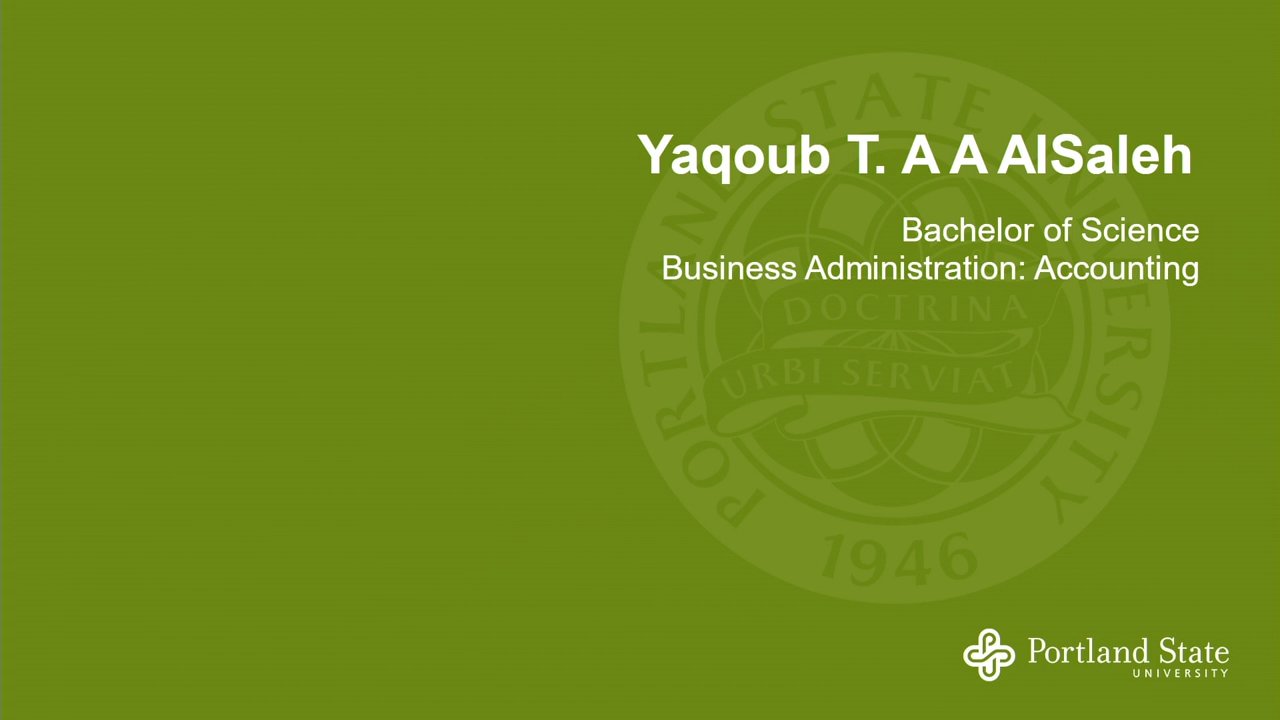 Yaqoub T. A A AlSaleh
Bachelor of Science
Business Administration: Accounting
PORTLAND STATE UNIVERSITY
DOCTRINA
URBI SERVIAT
1946
Portland State
UNIVERSITY